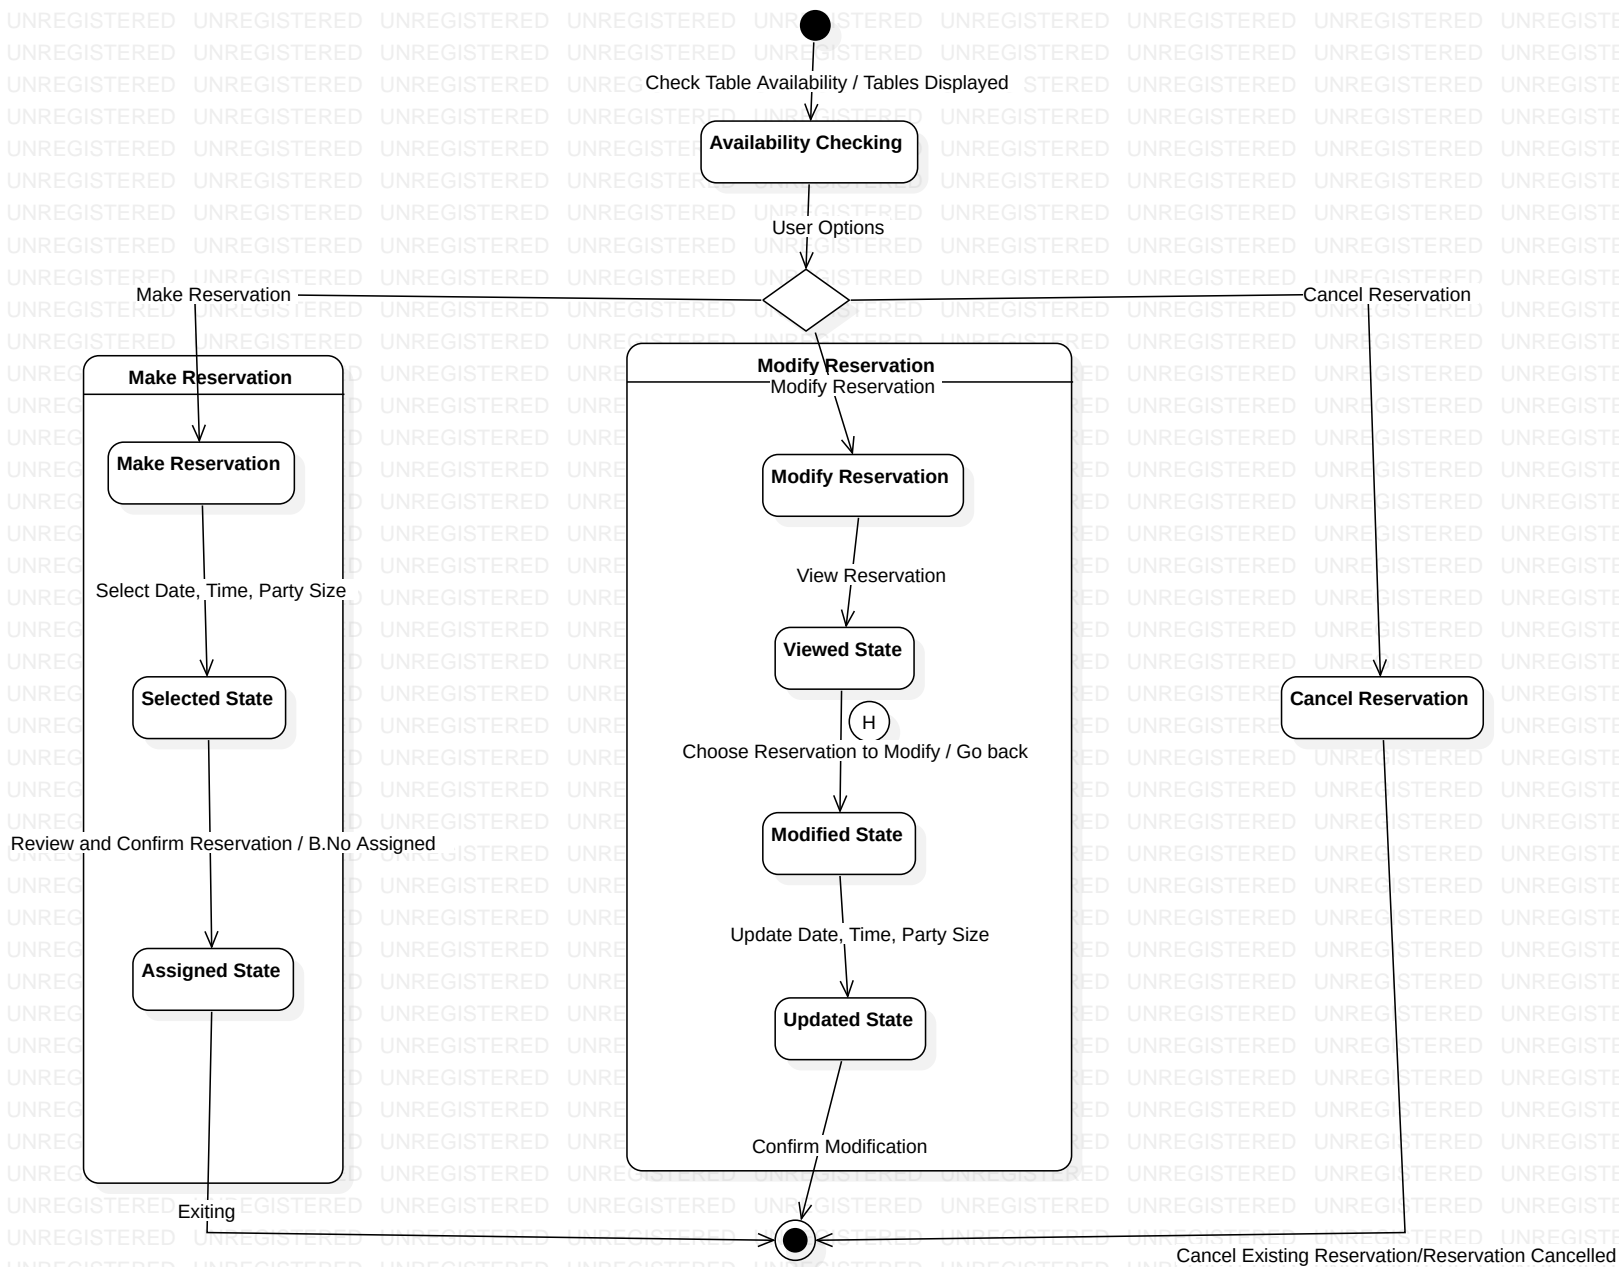 Check Table Availability / Tables Displayed
Availability Checking
User Options
Make Reservation
Cancel Reservation
Make Reservation
Make Reservation
Select Date, Time, Party Size
Selected State
Review and Confirm Reservation / B.No Assigned
Assigned State
Exiting
Modify Reservation
Modify Reservation
Modify Reservation
View Reservation
Viewed State
H
Choose Reservation to Modify / Go back
Modified State
Update Date, Time, Party Size
Updated State
Confirm Modification
Cancel Reservation
Cancel Existing Reservation/Reservation Cancelled
UNREGISTERED